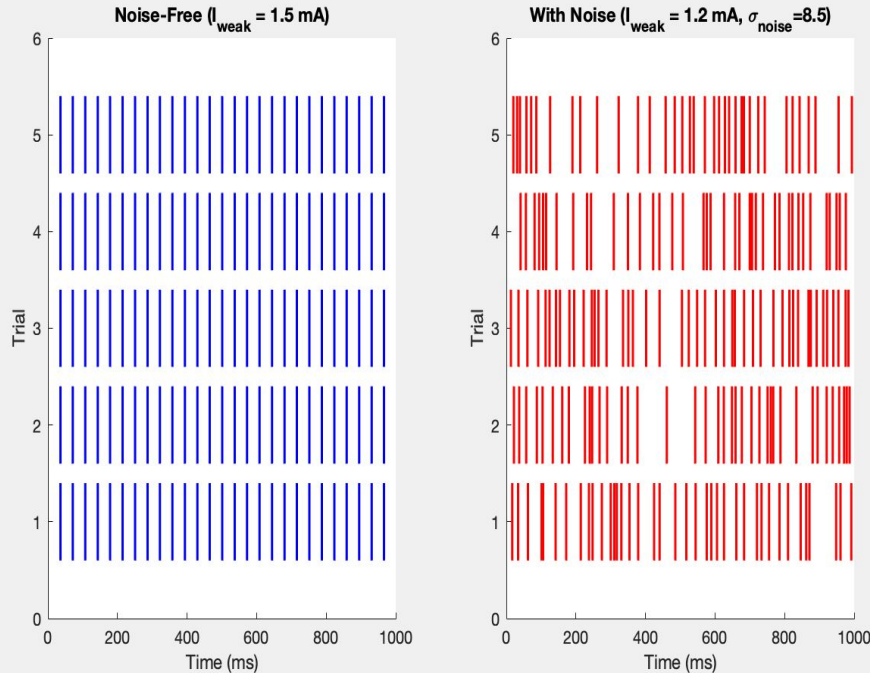 Noise-Free (I_weak = 1.5 mA)
6
5
4
3
2
1
0
Trial
0 200 400 600 800 1000
Time (ms)
With Noise (I_weak = 1.2 mA, σ_noise=8.5)
6
5
4
3
2
1
0
Trial
0 200 400 600 800 1000
Time (ms)